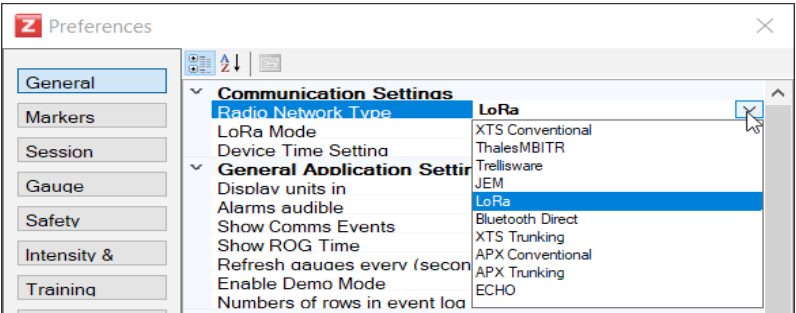 Z Preferences
General
Markers
Session
Gauge
Safety
Intensity &
Training
Communication Settings
Radio Network Type LoRa
LoRa Mode
Device Time Setting
General Application Settin
Display units in
Alarms audible
Show Comms Events
Show ROG Time
Refresh gauges every (secon
Enable Demo Mode
Numbers of rows in event log
XTS Conventional
ThalesMBITR
Trellisware
JEM
LoRa
Bluetooth Direct
XTS Trunking
APX Conventional
APX Trunking
ECHO